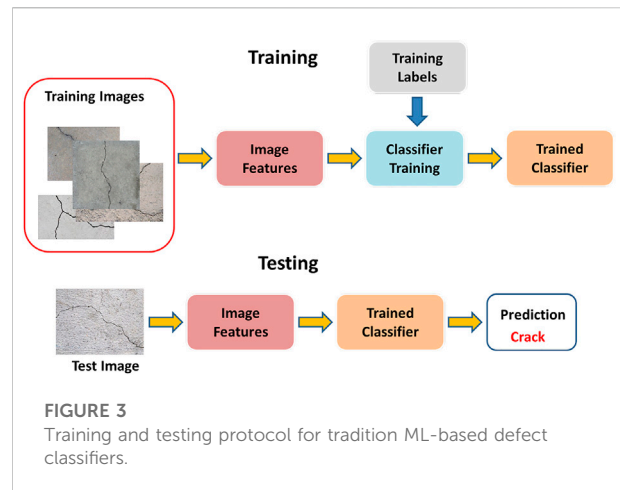 Training
Training Images
Training
Labels
Image
Features
Classifier
Training
Trained
Classifier
Testing
Test Image
Image
Features
Trained
Classifier
Prediction
Crack
FIGURE 3
Training and testing protocol for tradition ML-based defect
classifiers.